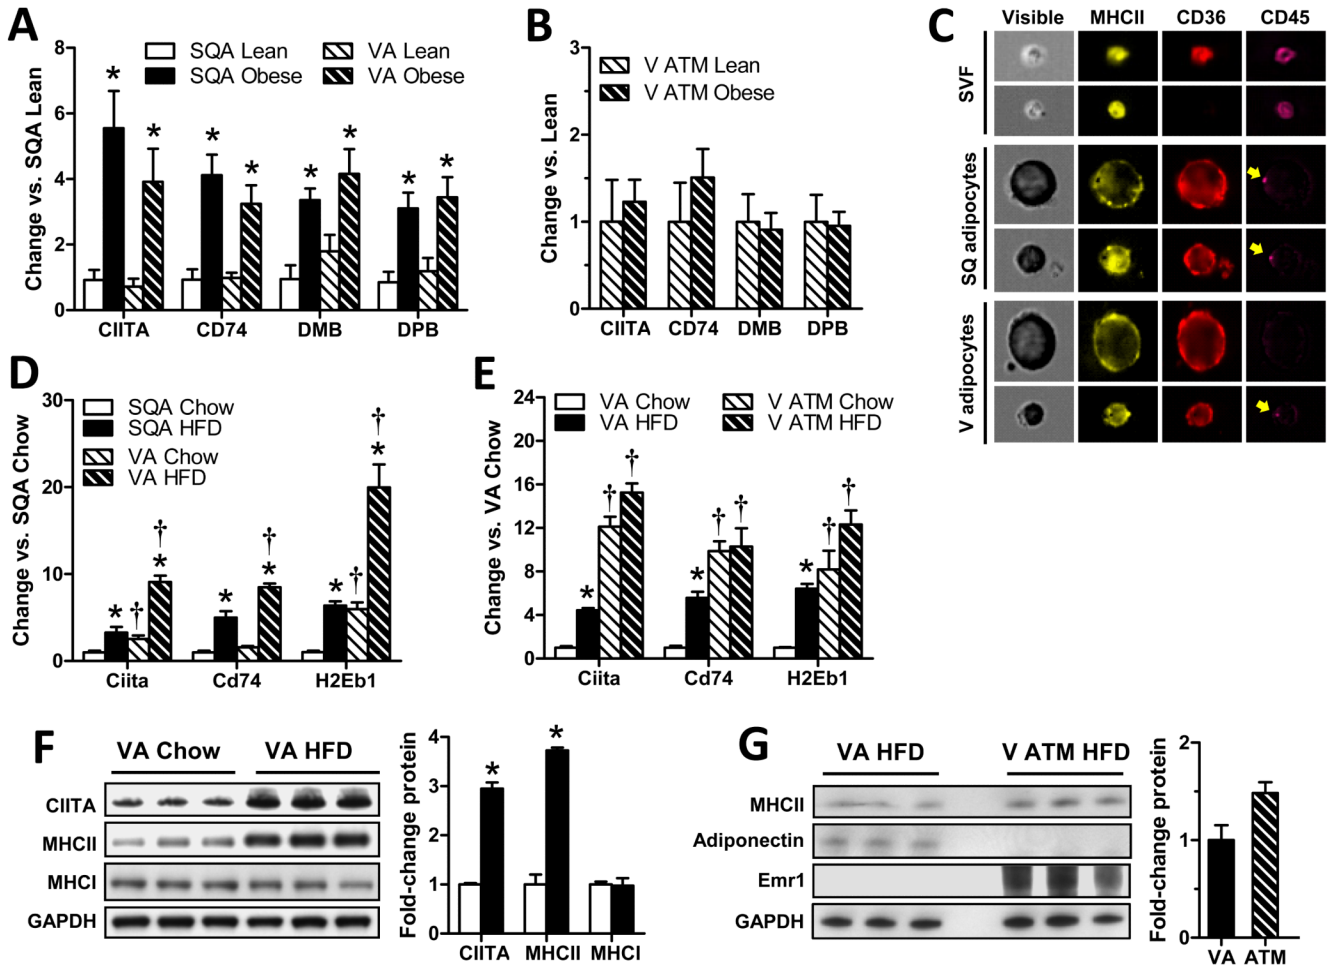 A
SQA Lean
SQA Obese
VA Lean
VA Obese
Change vs. SQA Lean
8
6
4
2
0
*
*
*
*
*
*
*
*
CIITA
CD74
DMB
DPB
B
V ATM Lean
V ATM Obese
Change vs. Lean
3
2
1
0
CIITA
CD74
DMB
DPB
C
Visible
MHCII
CD36
CD45
SVF
SQ adipocytes
V adipocytes
D
SQA Chow
SQA HFD
VA Chow
VA HFD
Change vs. SQA Chow
30
20
10
0
*
†
†
*
*
†
*
*
†
†
*
Ciita
Cd74
H2Eb1
E
VA Chow
VA HFD
V ATM Chow
V ATM HFD
Change vs. VA Chow
24
20
16
12
8
4
0
*
†
†
*
†
†
*
†
†
Ciita
Cd74
H2Eb1
F
VA Chow
VA HFD
CIITA
MHCII
MHCI
GAPDH
Fold-change protein
4
3
2
1
0
*
*
CIITA
MHCII
MHCI
G
VA HFD
V ATM HFD
MHCII
Adiponectin
Emr1
GAPDH
Fold-change protein
2
1
0
VA
ATM